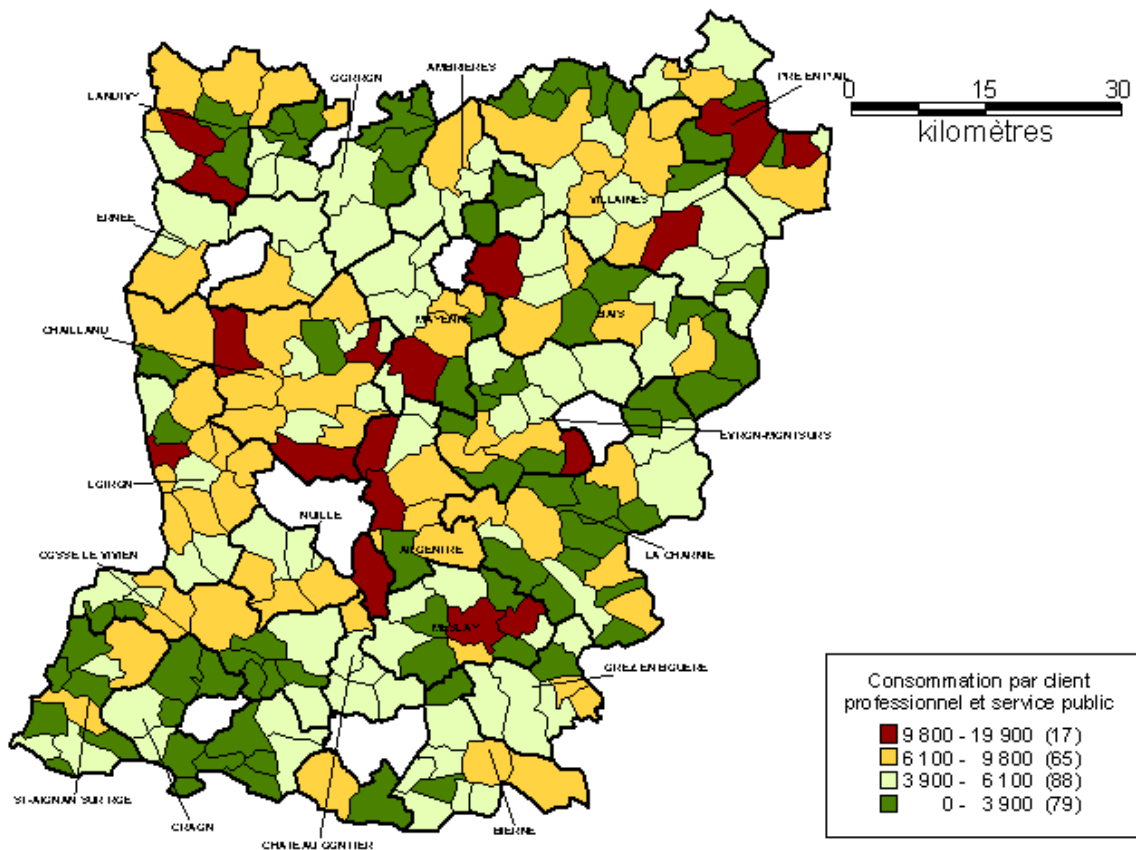 GORRON
AMBRIERES
LANDIVY
PRE EN PAIL
0 15 30
kilomètres
VILLAINES
ERNEE
CHAILLAND
MAYENNE
BAIS
EVRON-MONTSURS
LOIRON
NUILLE
ARGENTRE
LA CHARNIE
COSSE LE VIVIEN
MESLAY
GREZ EN BOUERE
Consommation par client
professionnel et service public
9 800 - 19 900 (17)
6 100 - 9 800 (65)
3 900 - 6 100 (88)
0 - 3 900 (79)
ST-AIGNAN SUR ROE
CRAON
BIERNE
CHATEAU GONTIER